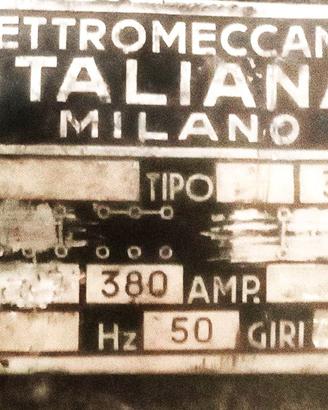 ETTROMECCAN
TALIANA
MILANO
TIPO
380 AMP.
Hz 50 GIRI